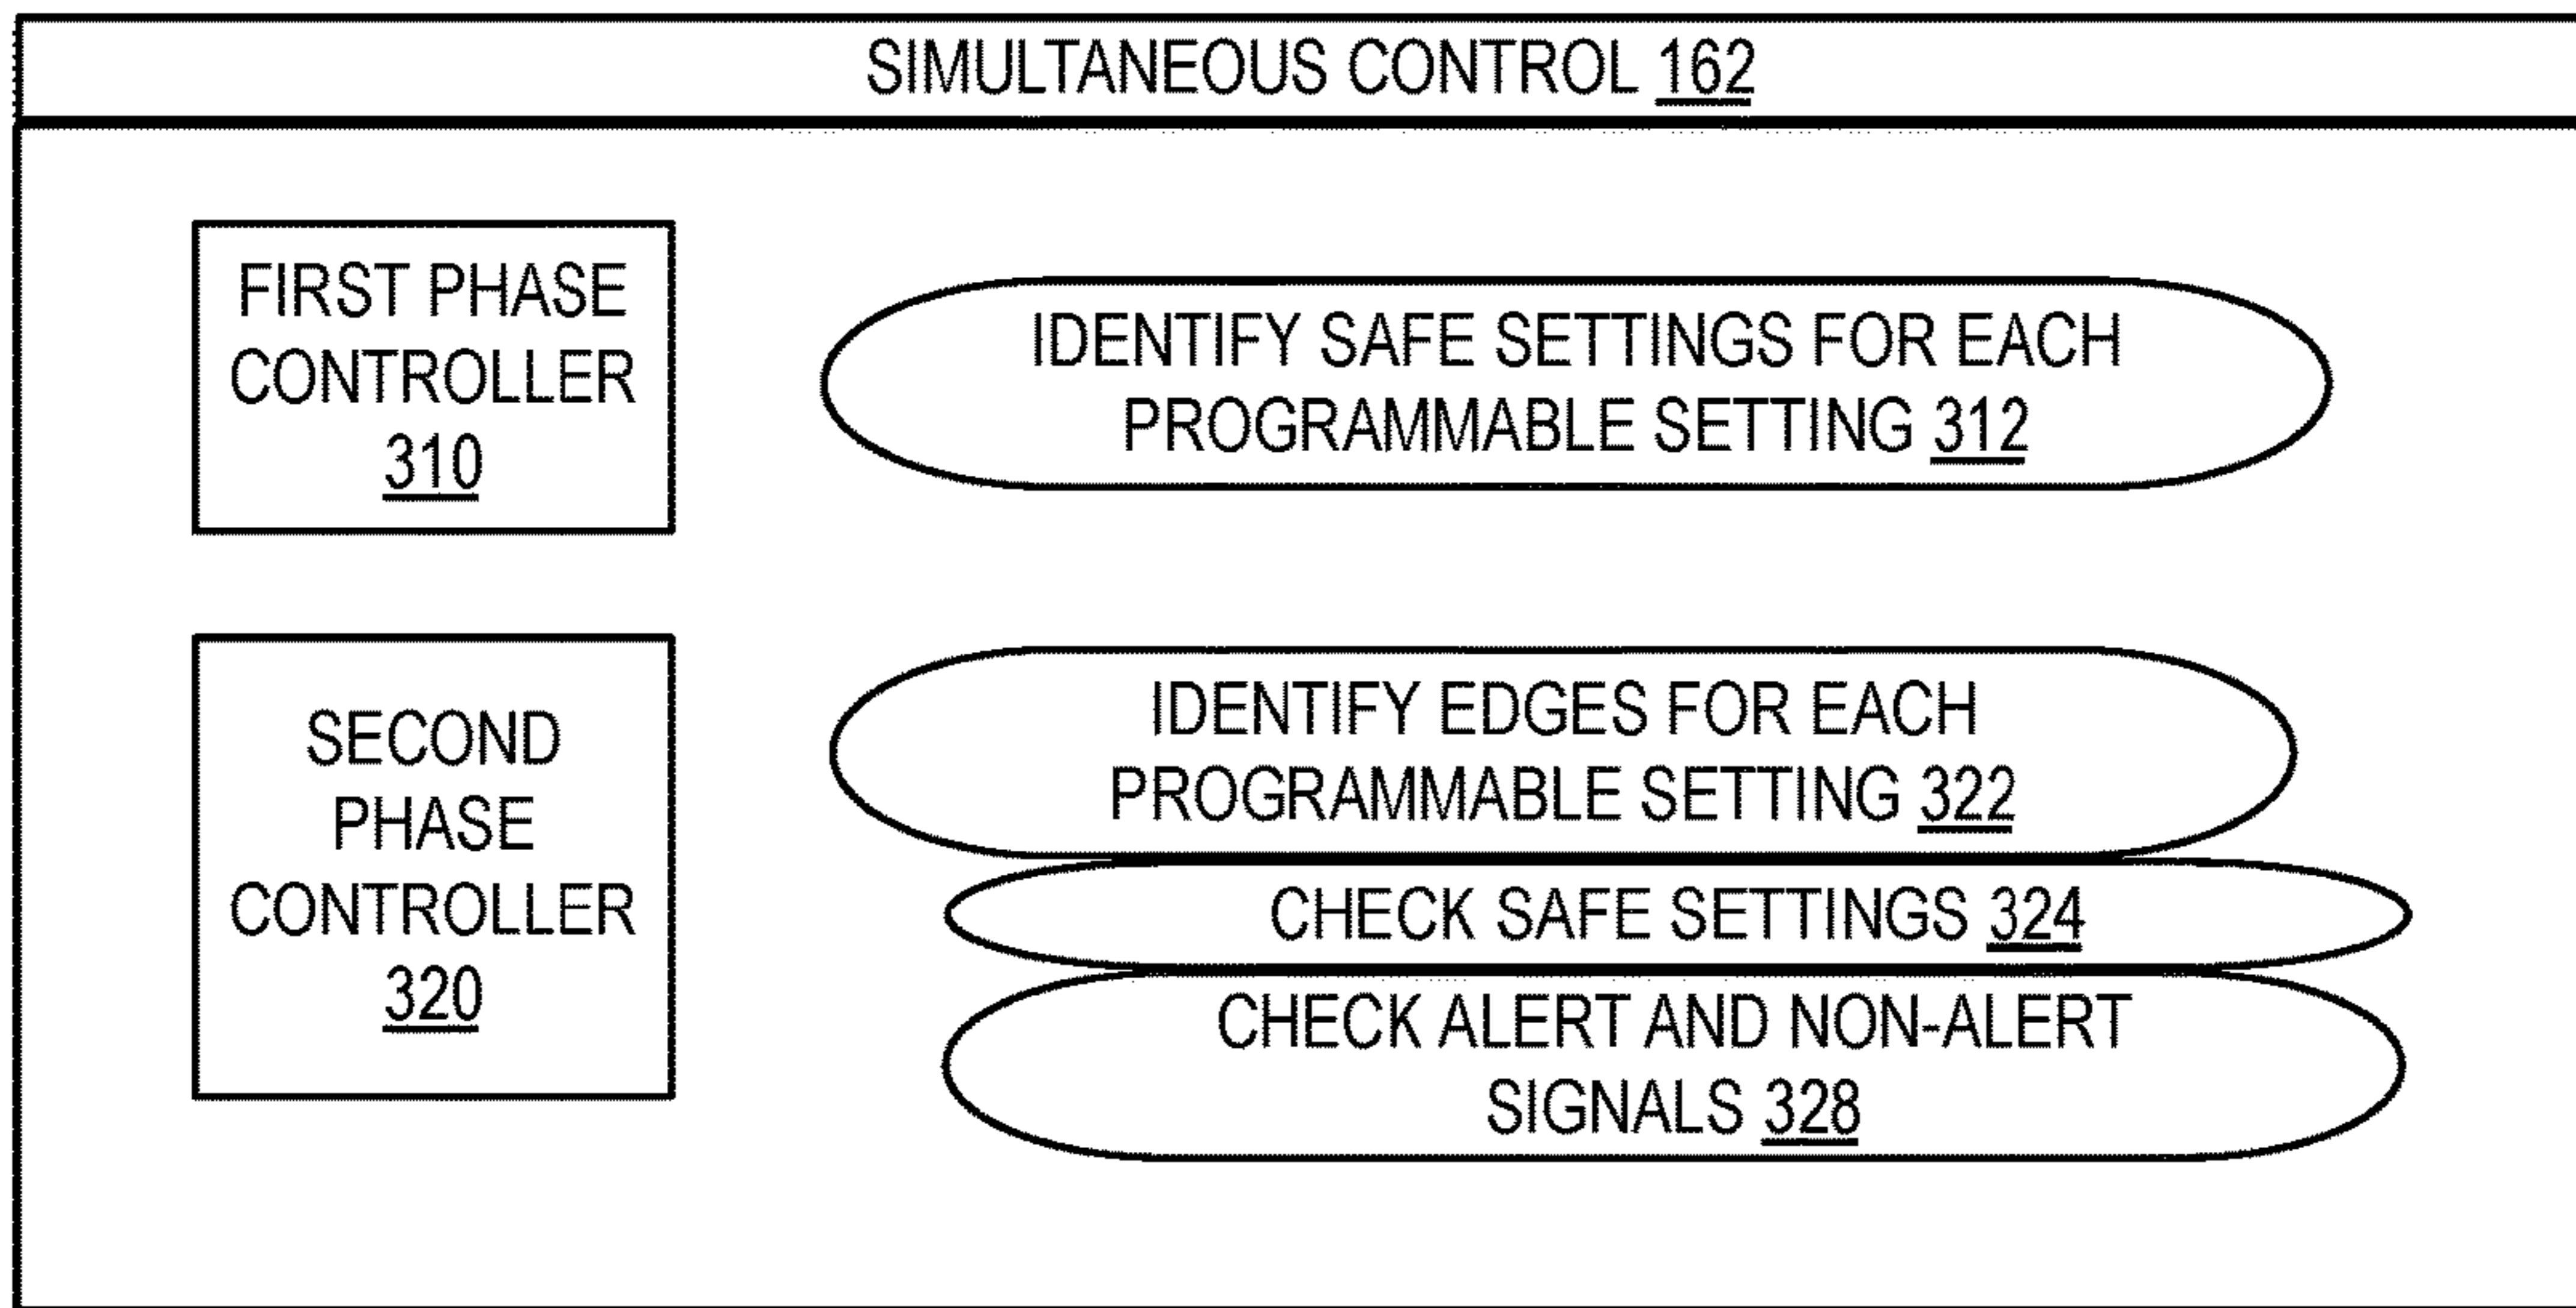 SIMULTANEOUS CONTROL 162
FIRST PHASE
CONTROLLER
310
IDENTIFY SAFE SETTINGS FOR EACH
PROGRAMMABLE SETTING 312
SECOND
PHASE
CONTROLLER
320
IDENTIFY EDGES FOR EACH
PROGRAMMABLE SETTING 322
CHECK SAFE SETTINGS 324
CHECK ALERT AND NON-ALERT
SIGNALS 328